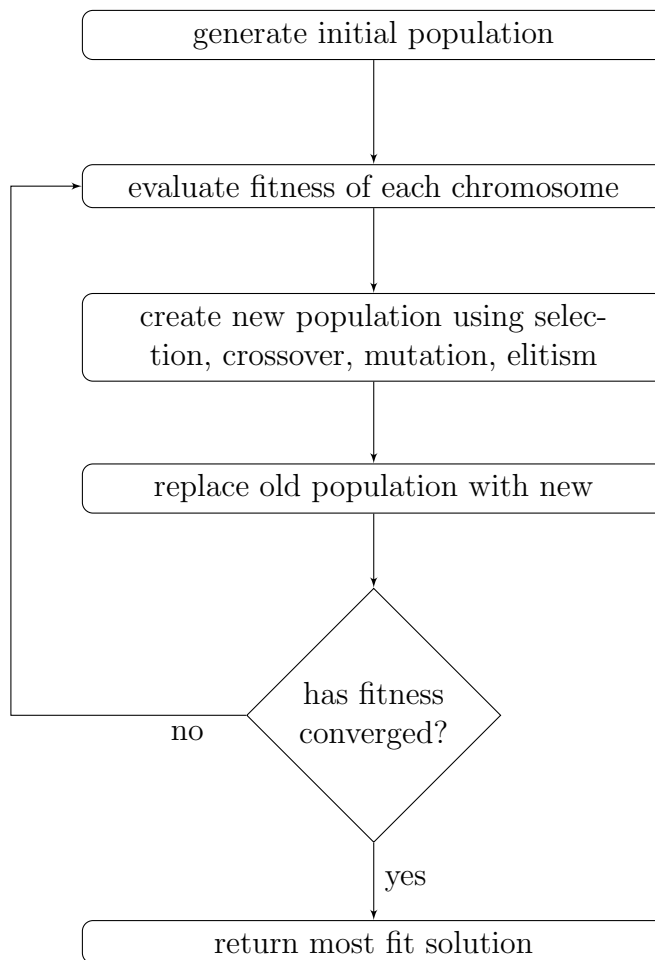 generate initial population
evaluate fitness of each chromosome
create new population using selec-
tion, crossover, mutation, elitism
replace old population with new
has fitness
converged?
no
yes
return most fit solution